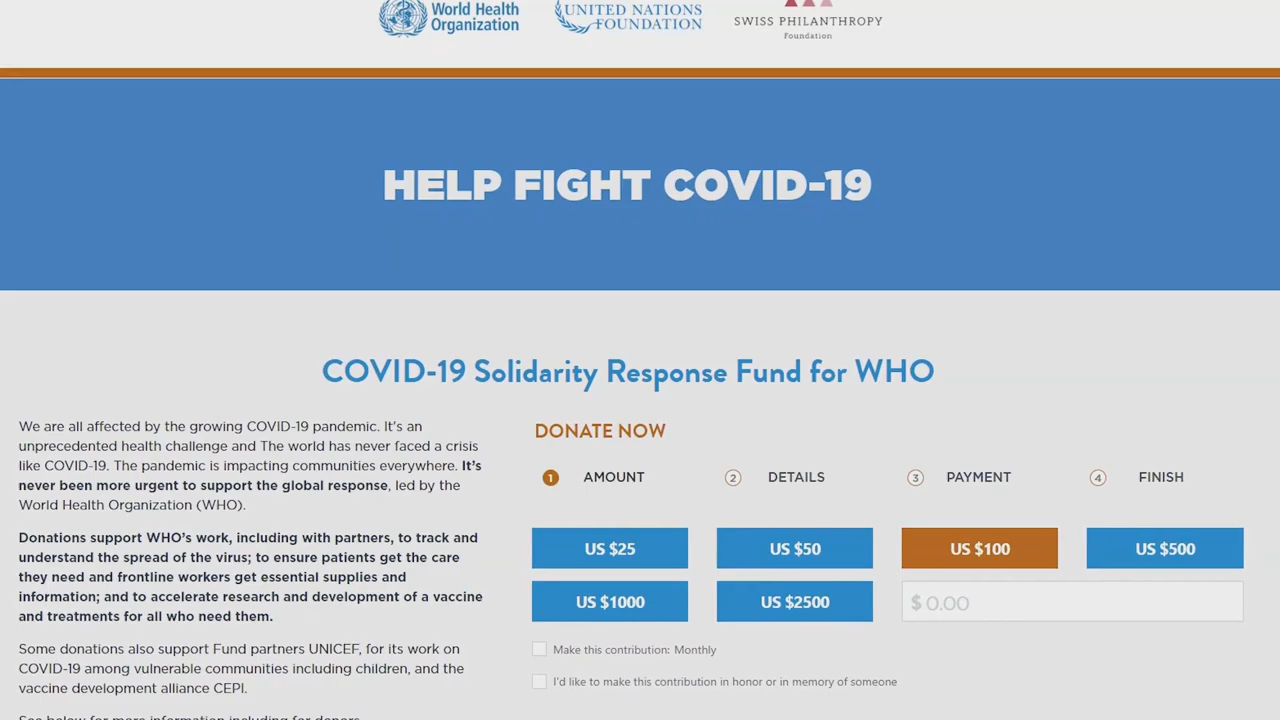 World Health
Organization
UNITED NATIONS
FOUNDATION
SWISS PHILANTHROPY
Foundation
HELP FIGHT COVID-19
COVID-19 Solidarity Response Fund for WHO
We are all affected by the growing COVID-19 pandemic. It's an
unprecedented health challenge and The world has never faced a crisis
like COVID-19. The pandemic is impacting communities everywhere. It's
never been more urgent to support the global response, led by the
World Health Organization (WHO).
Donations support WHO's work, including with partners, to track and
understand the spread of the virus; to ensure patients get the care
they need and frontline workers get essential supplies and
information; and to accelerate research and development of a vaccine
and treatments for all who need them.
Some donations also support Fund partners UNICEF, for its work on
COVID-19 among vulnerable communities including children, and the
vaccine development alliance CEPI.
See below for more information including for donors
DONATE NOW
1 AMOUNT
2 DETAILS
3 PAYMENT
4 FINISH
US $25
US $50
US $100
US $500
US $1000
US $2500
$ 0.00
Make this contribution: Monthly
I'd like to make this contribution in honor or in memory of someone